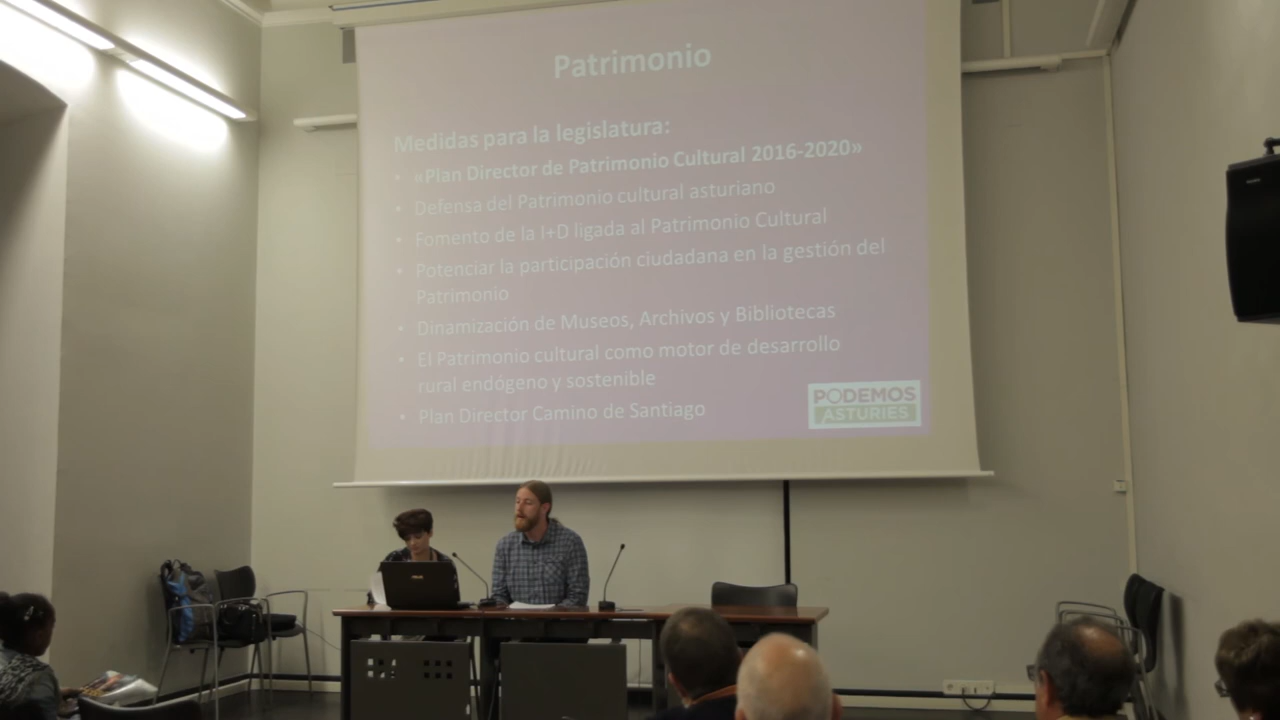 Patrimonio
Medidas para la legislatura:
• «Plan Director de Patrimonio Cultural 2016-2020»
• Defensa del Patrimonio cultural asturiano
• Fomento de la I+D ligada al Patrimonio Cultural
• Potenciar la participación ciudadana en la gestión del
Patrimonio
• Dinamización de Museos, Archivos y Bibliotecas
• El Patrimonio cultural como motor de desarrollo
rural endógeno y sostenible
• Plan Director Camino de Santiago
PODEMOS
ASTURIES